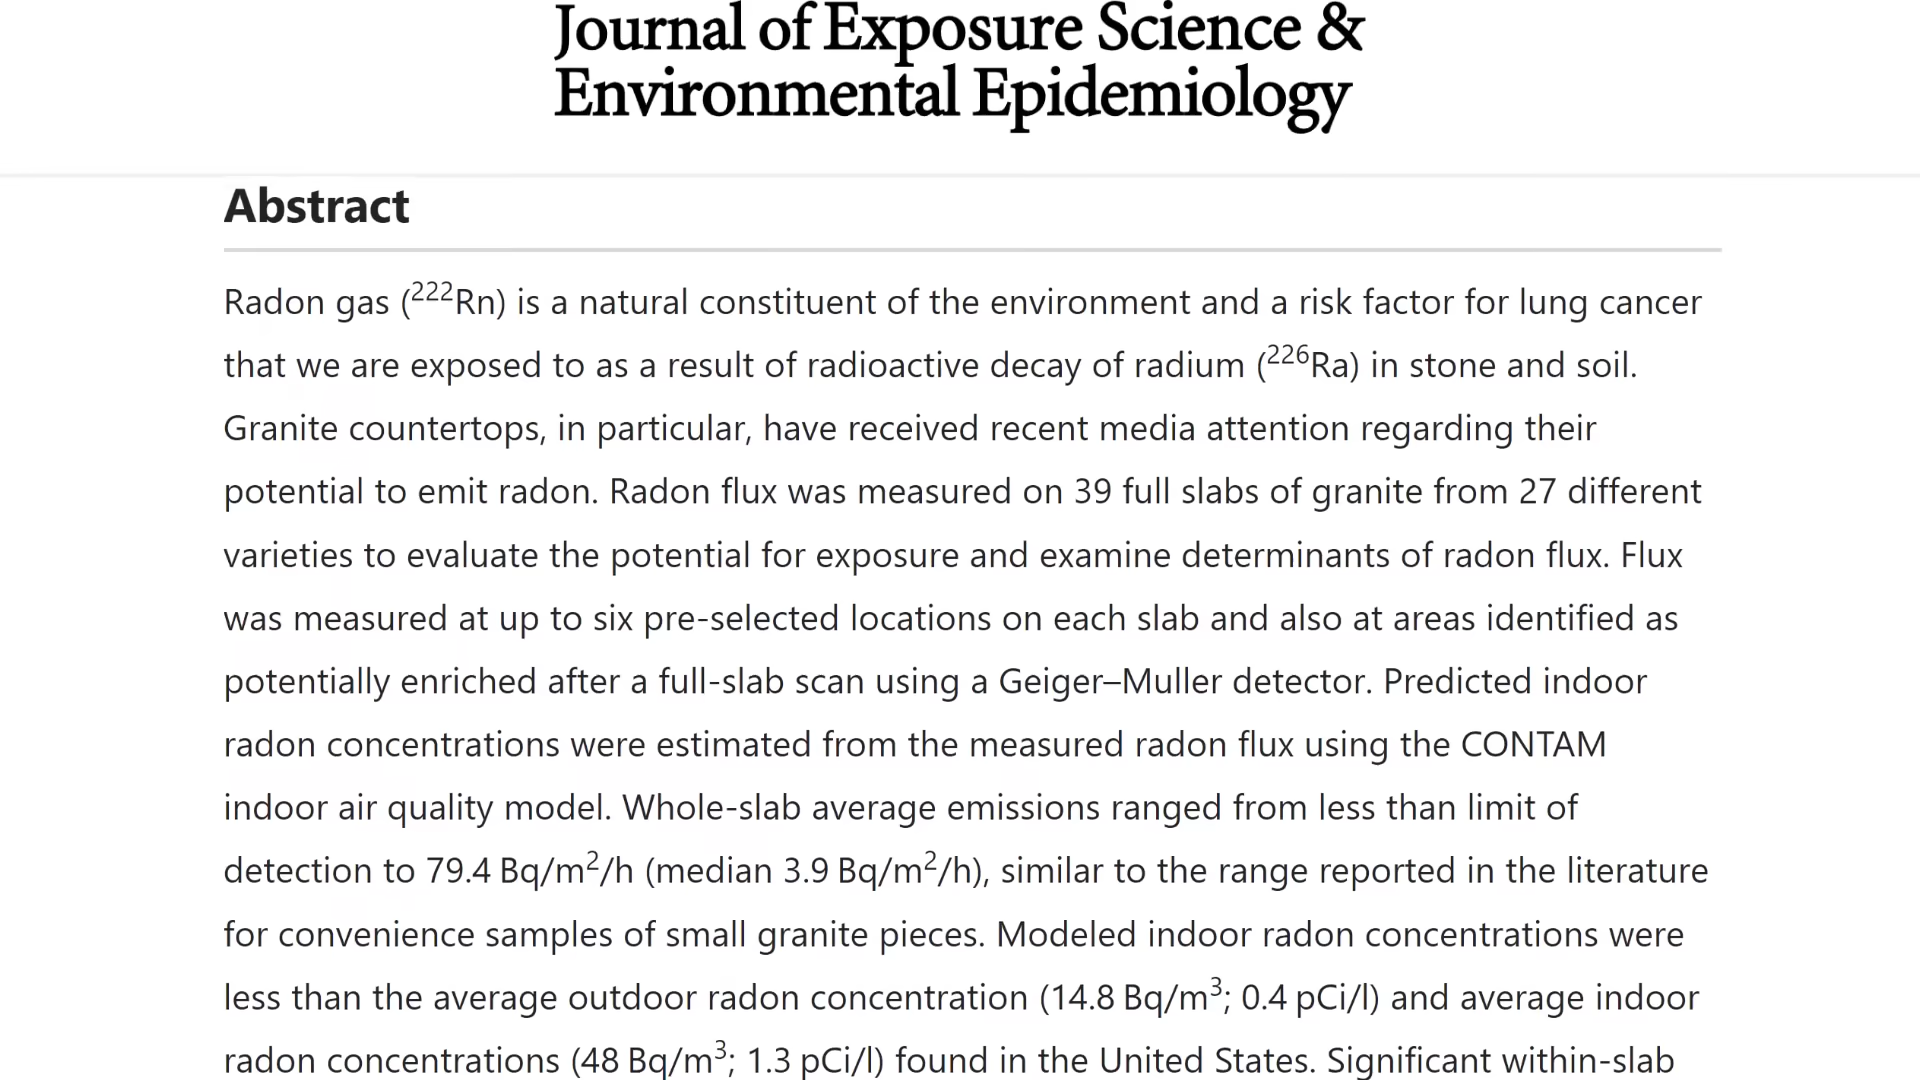 Journal of Exposure Science &
Environmental Epidemiology
Abstract
Radon gas (²²²Rn) is a natural constituent of the environment and a risk factor for lung cancer
that we are exposed to as a result of radioactive decay of radium (²²⁶Ra) in stone and soil.
Granite countertops, in particular, have received recent media attention regarding their
potential to emit radon. Radon flux was measured on 39 full slabs of granite from 27 different
varieties to evaluate the potential for exposure and examine determinants of radon flux. Flux
was measured at up to six pre-selected locations on each slab and also at areas identified as
potentially enriched after a full-slab scan using a Geiger–Muller detector. Predicted indoor
radon concentrations were estimated from the measured radon flux using the CONTAM
indoor air quality model. Whole-slab average emissions ranged from less than limit of
detection to 79.4 Bq/m²/h (median 3.9 Bq/m²/h), similar to the range reported in the literature
for convenience samples of small granite pieces. Modeled indoor radon concentrations were
less than the average outdoor radon concentration (14.8 Bq/m³; 0.4 pCi/l) and average indoor
radon concentrations (48 Bq/m³; 1.3 pCi/l) found in the United States. Significant within-slab